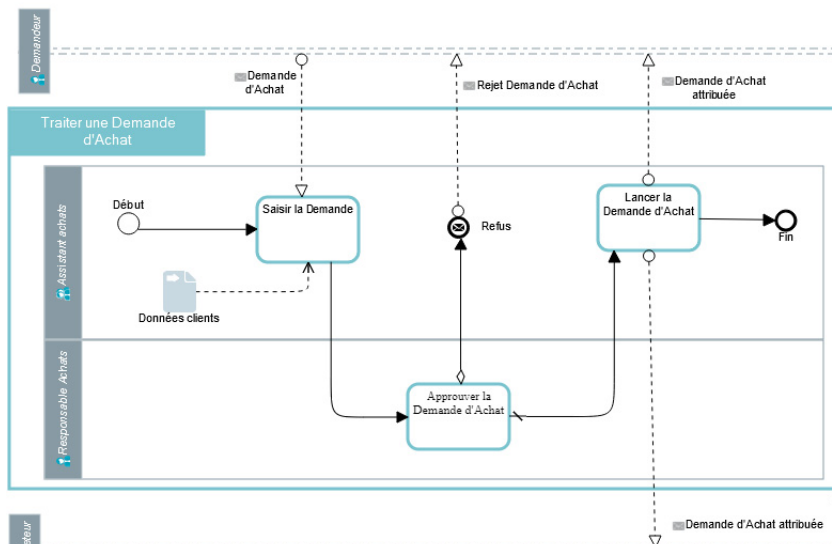 Demandeur
Demande
d'Achat
Rejet Demande d'Achat
Demande d'Achat
attribuée
Traiter une Demande
d'Achat
Assistant achats
Début
Saisir la Demande
Refus
Lancer la
Demande d'Achat
Fin
Données clients
Responsable Achats
Approuver la
Demande d'Achat
Demande d'Achat attribuée